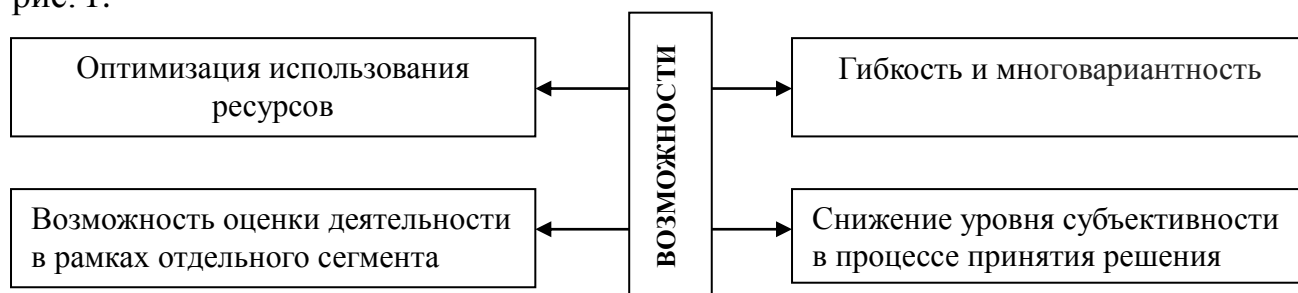 рис. 1.
Оптимизация использования
ресурсов
ВОЗМОЖНОСТИ
Гибкость и многовариантность
Возможность оценки деятельности
в рамках отдельного сегмента
Снижение уровня субъективности
в процессе принятия решения